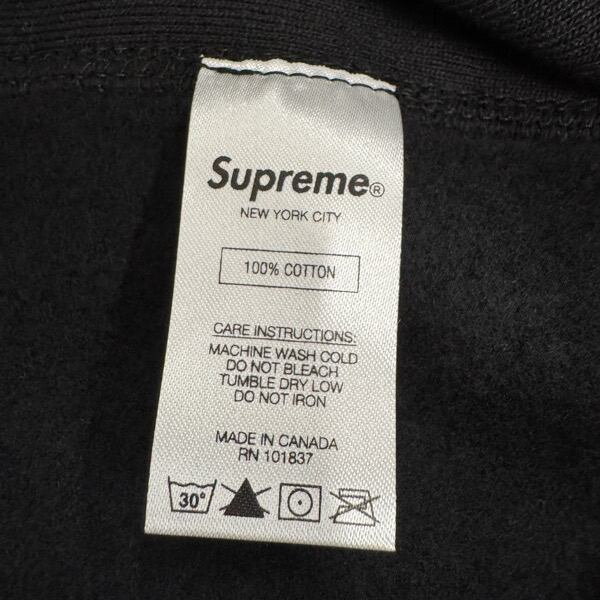 Supreme®
NEW YORK CITY
100% COTTON
CARE INSTRUCTIONS:
MACHINE WASH COLD
DO NOT BLEACH
TUMBLE DRY LOW
DO NOT IRON
MADE IN CANADA
RN 101837
30°